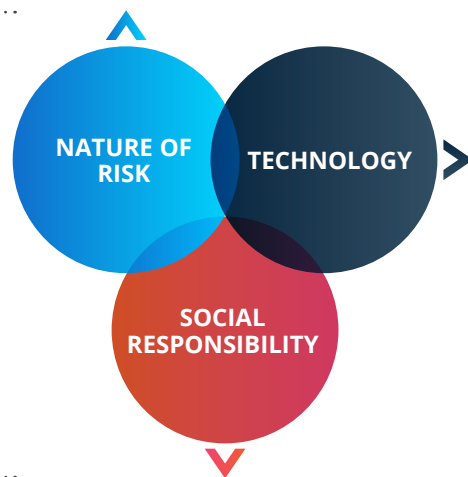 NATURE OF
RISK
TECHNOLOGY
SOCIAL
RESPONSIBILITY